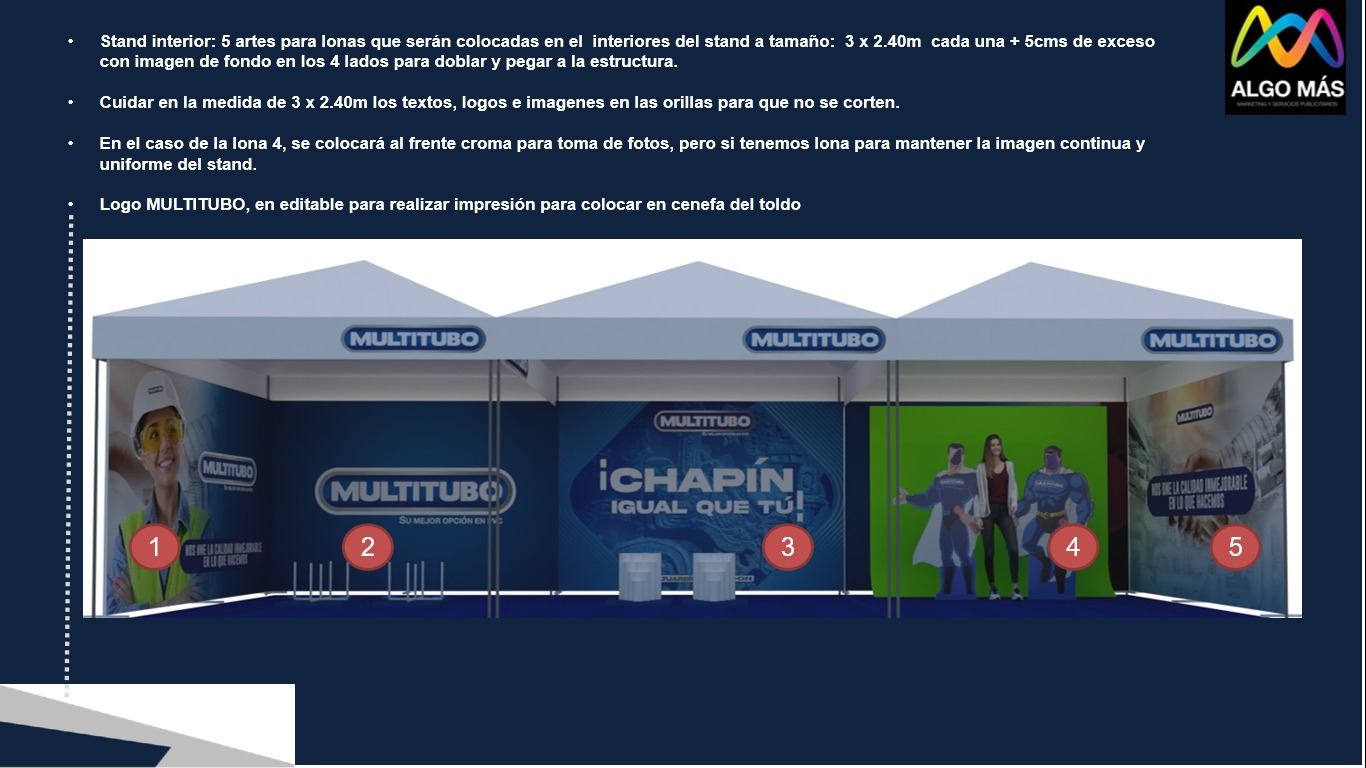 • Stand interior: 5 artes para lonas que serán colocadas en el interiores del stand a tamaño: 3 x 2.40m cada una + 5cms de exceso
con imagen de fondo en los 4 lados para doblar y pegar a la estructura.
• Cuidar en la medida de 3 x 2.40m los textos, logos e imagenes en las orillas para que no se corten.
• En el caso de la lona 4, se colocará al frente croma para toma de fotos, pero si tenemos lona para mantener la imagen continua y
uniforme del stand.
• Logo MULTITUBO, en editable para realizar impresión para colocar en cenefa del toldo
ALGO MÁS
MARKETING Y SERVICIOS PUBLICITARIOS
MULTITUBO
MULTITUBO
MULTITUBO
MULTITUBO
NOS UNE LA CALIDAD INMEJORABLE
EN LO QUE HACEMOS
1
MULTITUBO
SU MEJOR OPCIÓN EN PVC
2
MULTITUBO
SU MEJOR OPCIÓN EN PVC
¡CHAPÍN
IGUAL QUE TÚ!
3
4
MULTITUBO
NOS UNE LA CALIDAD INMEJORABLE
EN LO QUE HACEMOS
5